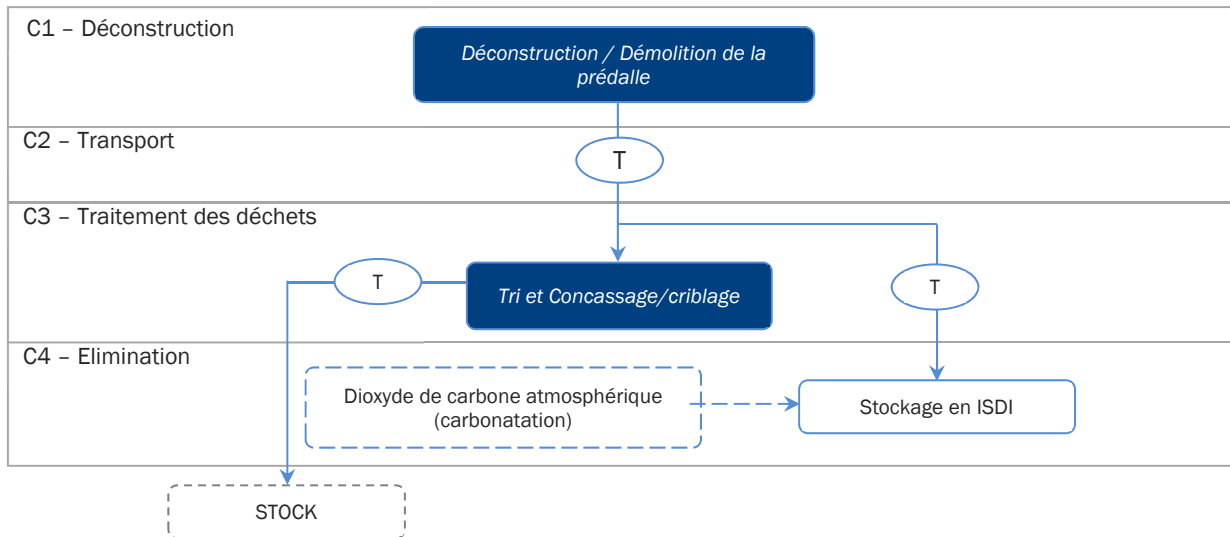 C1 – Déconstruction
Déconstruction / Démolition de la
prédalle
C2 – Transport
T
C3 – Traitement des déchets
T
Tri et Concassage/criblage
T
C4 – Elimination
Dioxyde de carbone atmosphérique
(carbonatation)
Stockage en ISDI
STOCK